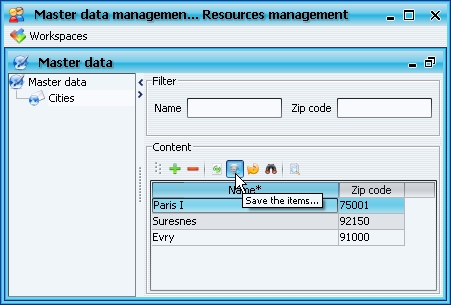 Master data managemen... Resources management
Workspaces
Master data
Master data
Cities
Filter
Name Zip code
Content
Name* Zip code
Save the items...
Paris I 75001
Suresnes 92150
Evry 91000